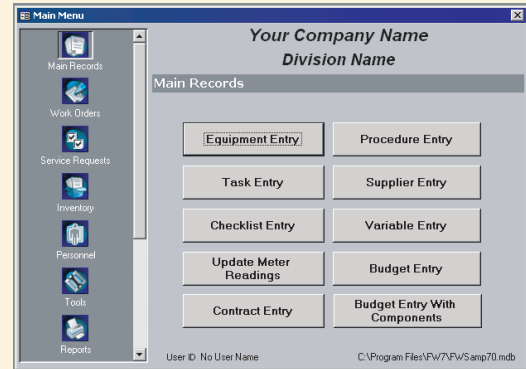 Main Menu
Your Company Name
Division Name
Main Records
Main Records
Work Orders
Service Requests
Inventory
Personnel
Tools
Reports
Equipment Entry
Procedure Entry
Task Entry
Supplier Entry
Checklist Entry
Variable Entry
Update Meter
Readings
Budget Entry
Contract Entry
Budget Entry With
Components
User ID No User Name
C:\Program Files\FW7\FWSamp70.mdb